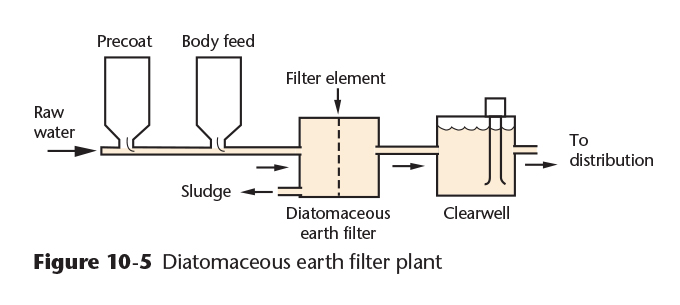 Precoat
Body feed
Filter element
Raw
water
To
distribution
Sludge
Diatomaceous
earth filter
Clearwell
Figure 10-5 Diatomaceous earth filter plant